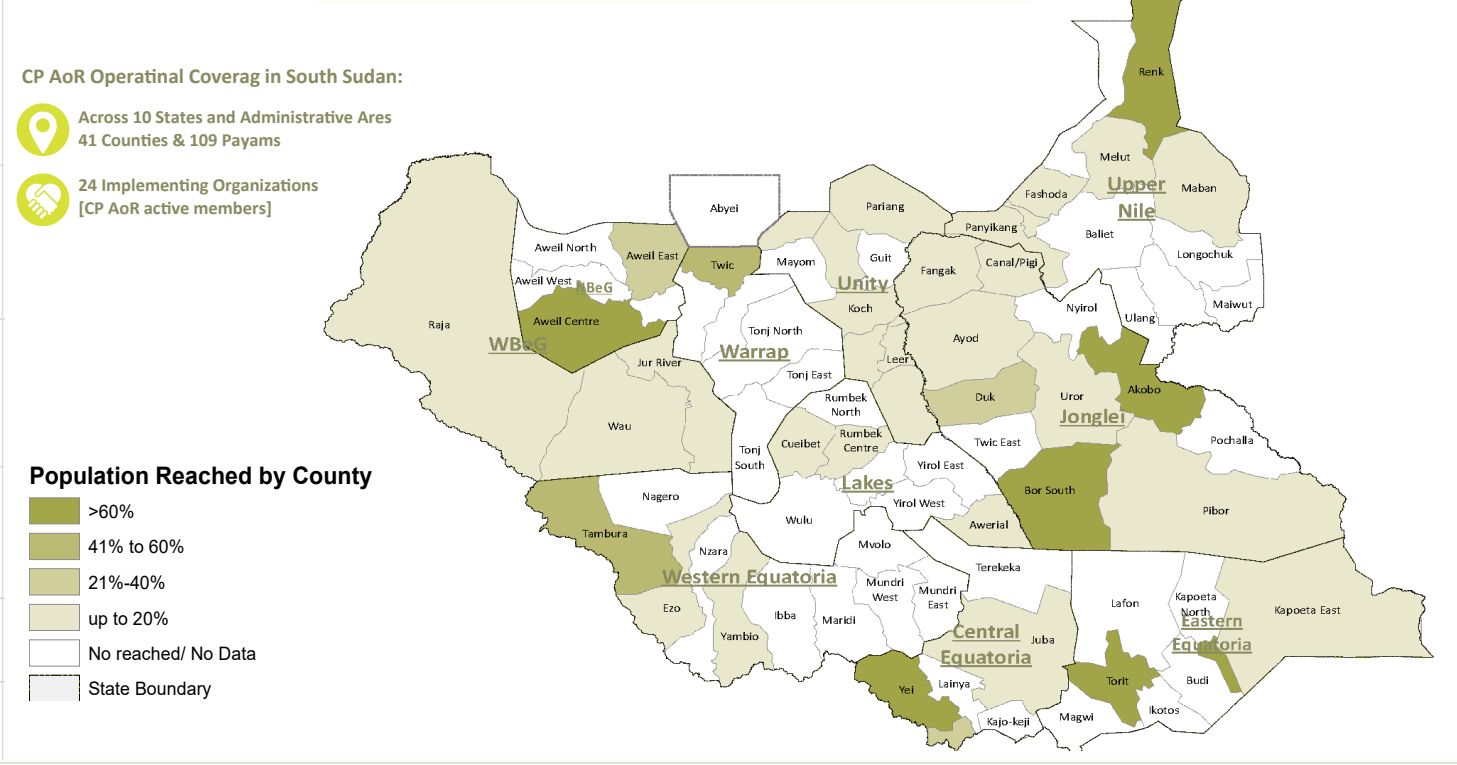 CP AoR Operatinal Coverag in South Sudan:
Across 10 States and Administrative Ares
41 Counties & 109 Payams
24 Implementing Organizations
[CP AoR active members]
Population Reached by County
>60%
41% to 60%
21%-40%
up to 20%
No reached/ No Data
State Boundary
Renk
Melut
Maban
Upper
Nile
Fashoda
Abyei
Pariang
Panyikang
Baliet
Longochuk
Aweil North
Aweil East
Twic
Mayom
Guit
Fangak
Canal/Pigi
Aweil West
NBeG
Unity
Koch
Nyirol
Ulang
Maiwut
Raja
Aweil Centre
WBeG
Tonj North
Warrap
Ayod
Leer
Jur River
Tonj East
Duk
Uror
Akobo
Jonglei
Rumbek
North
Wau
Cueibet
Rumbek
Centre
Twic East
Pochalla
Tonj
South
Yirol East
Lakes
Yirol West
Bor South
Pibor
Nagero
Wulu
Awerial
Tambura
Nzara
Mvolo
Western Equatoria
Mundri
West
Mundri
East
Terekeka
Ezo
Ibba
Maridi
Yambio
Central
Equatoria
Juba
Lafon
Kapoeta
North
Eastern
Equatoria
Kapoeta East
Yei
Lainya
Torit
Budi
Kajo-keji
Magwi
Ikotos